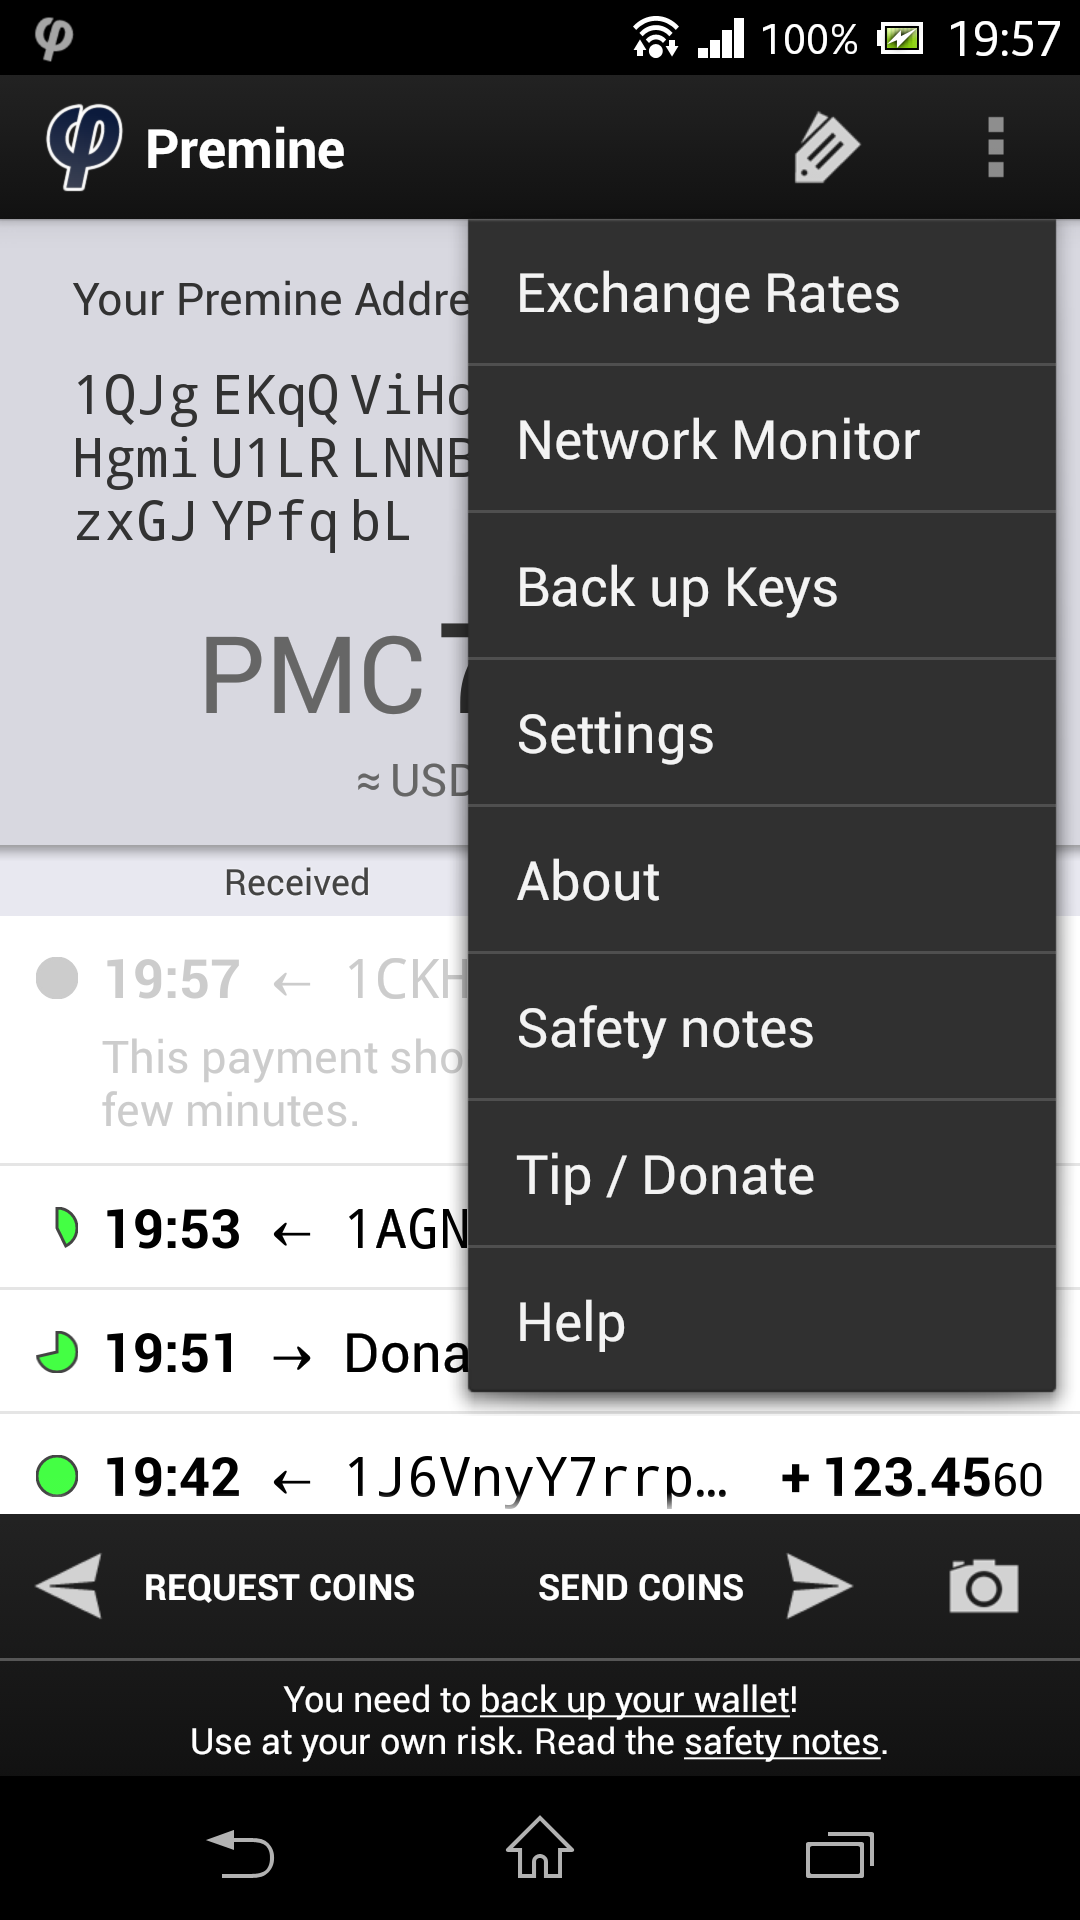 100% 19:57
Premine
Your Premine Addre
1QJg EKqQ ViHc
Hgmi U1LR LNNB
zxGJ YPfq bL
PMC 7
≈ USD
Exchange Rates
Network Monitor
Back up Keys
Settings
About
Safety notes
Tip / Donate
Help
Received
19:57 ← 1CKH
This payment sho
few minutes.
19:53 ← 1AGN
19:51 → Dona
19:42 ← 1J6VnyY7rrp… + 123.4560
REQUEST COINS SEND COINS
You need to back up your wallet!
Use at your own risk. Read the safety notes.